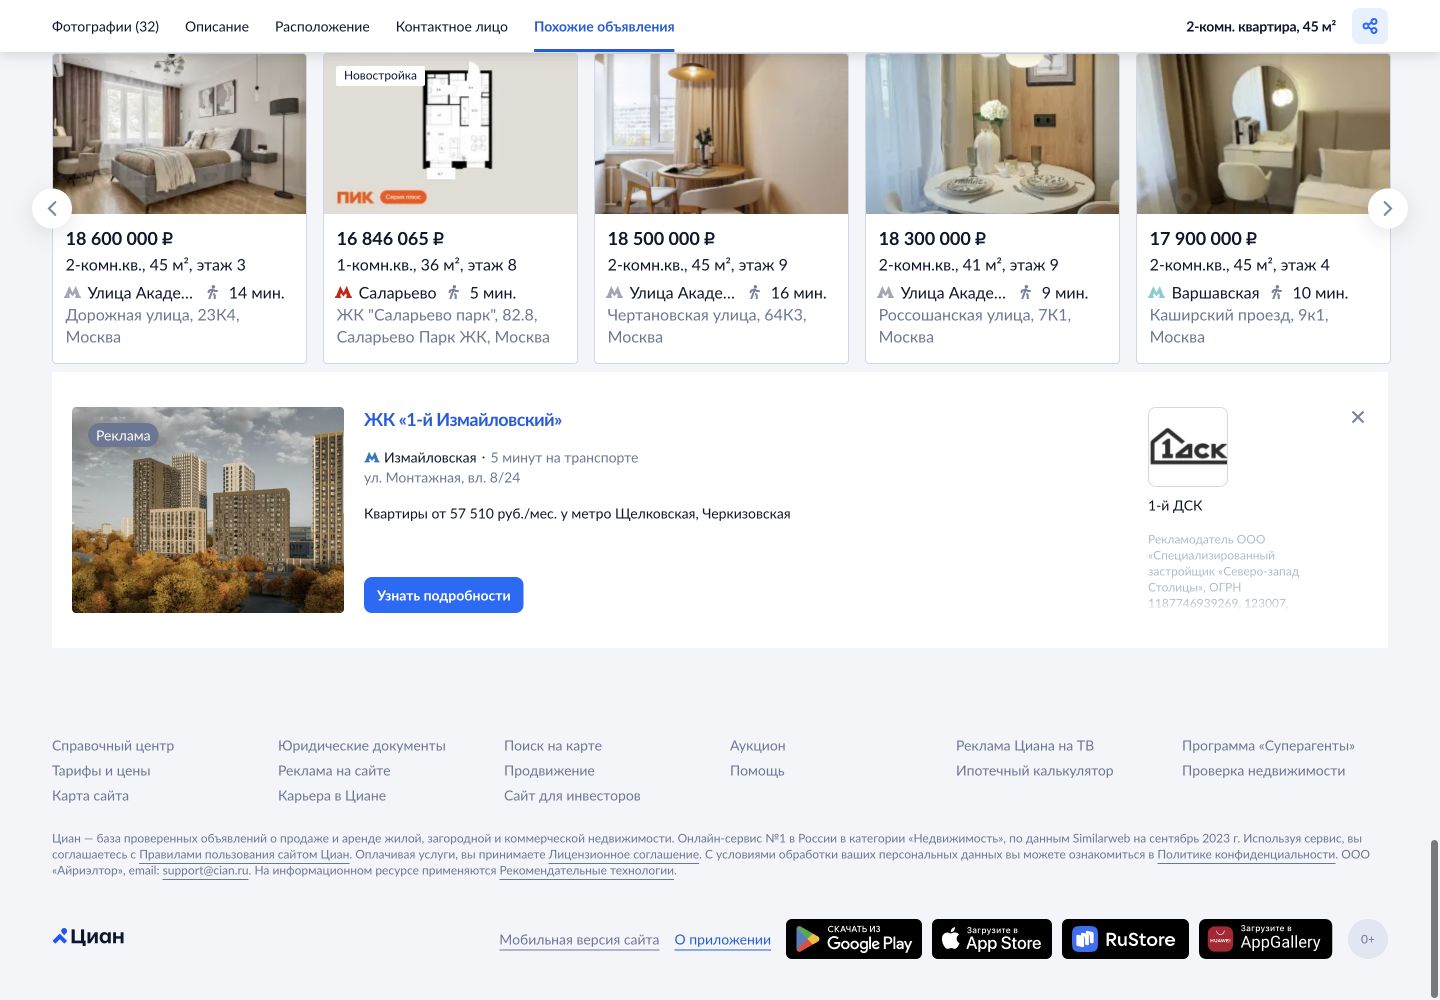 Фотографии (32) Описание Расположение Контактное лицо Похожие объявления 2-комн. квартира, 45 м²
Новостройка
ПИК Серия плюс
18 600 000 ₽
2-комн.кв., 45 м², этаж 3
Улица Акаде... 14 мин.
Дорожная улица, 23К4,
Москва
16 846 065 ₽
1-комн.кв., 36 м², этаж 8
Саларьево 5 мин.
ЖК "Саларьево парк", 82.8,
Саларьево Парк ЖК, Москва
18 500 000 ₽
2-комн.кв., 45 м², этаж 9
Улица Акаде... 16 мин.
Чертановская улица, 64К3,
Москва
18 300 000 ₽
2-комн.кв., 41 м², этаж 9
Улица Акаде... 9 мин.
Россошанская улица, 7К1,
Москва
17 900 000 ₽
2-комн.кв., 45 м², этаж 4
Варшавская 10 мин.
Каширский проезд, 9к1,
Москва
Реклама
ЖК «1-й Измайловский»
Измайловская · 5 минут на транспорте
ул. Монтажная, вл. 8/24
Квартиры от 57 510 руб./мес. у метро Щелковская, Черкизовская
Узнать подробности
1ДСК
1-й ДСК
Рекламодатель ООО
«Специализированный
застройщик «Северо-запад
Столицы», ОГРН
1187746939269, 123007,
Справочный центр Юридические документы Поиск на карте Аукцион Реклама Циана на ТВ Программа «Суперагенты»
Тарифы и цены Реклама на сайте Продвижение Помощь Ипотечный калькулятор Проверка недвижимости
Карта сайта Карьера в Циане Сайт для инвесторов
Циан — база проверенных объявлений о продаже и аренде жилой, загородной и коммерческой недвижимости. Онлайн-сервис №1 в России в категории «Недвижимость», по данным Similarweb на сентябрь 2023 г. Используя сервис, вы
соглашаетесь с Правилами пользования сайтом Циан. Оплачивая услуги, вы принимаете Лицензионное соглашение. С условиями обработки ваших персональных данных вы можете ознакомиться в Политике конфиденциальности. ООО
«Айриэлтор», email: support@cian.ru. На информационном ресурсе применяются Рекомендательные технологии.
Циан
Мобильная версия сайта О приложении
СКАЧАТЬ ИЗ
Google Play
Загрузите в
App Store
RuStore
HUAWEI
Загрузите в
AppGallery
0+